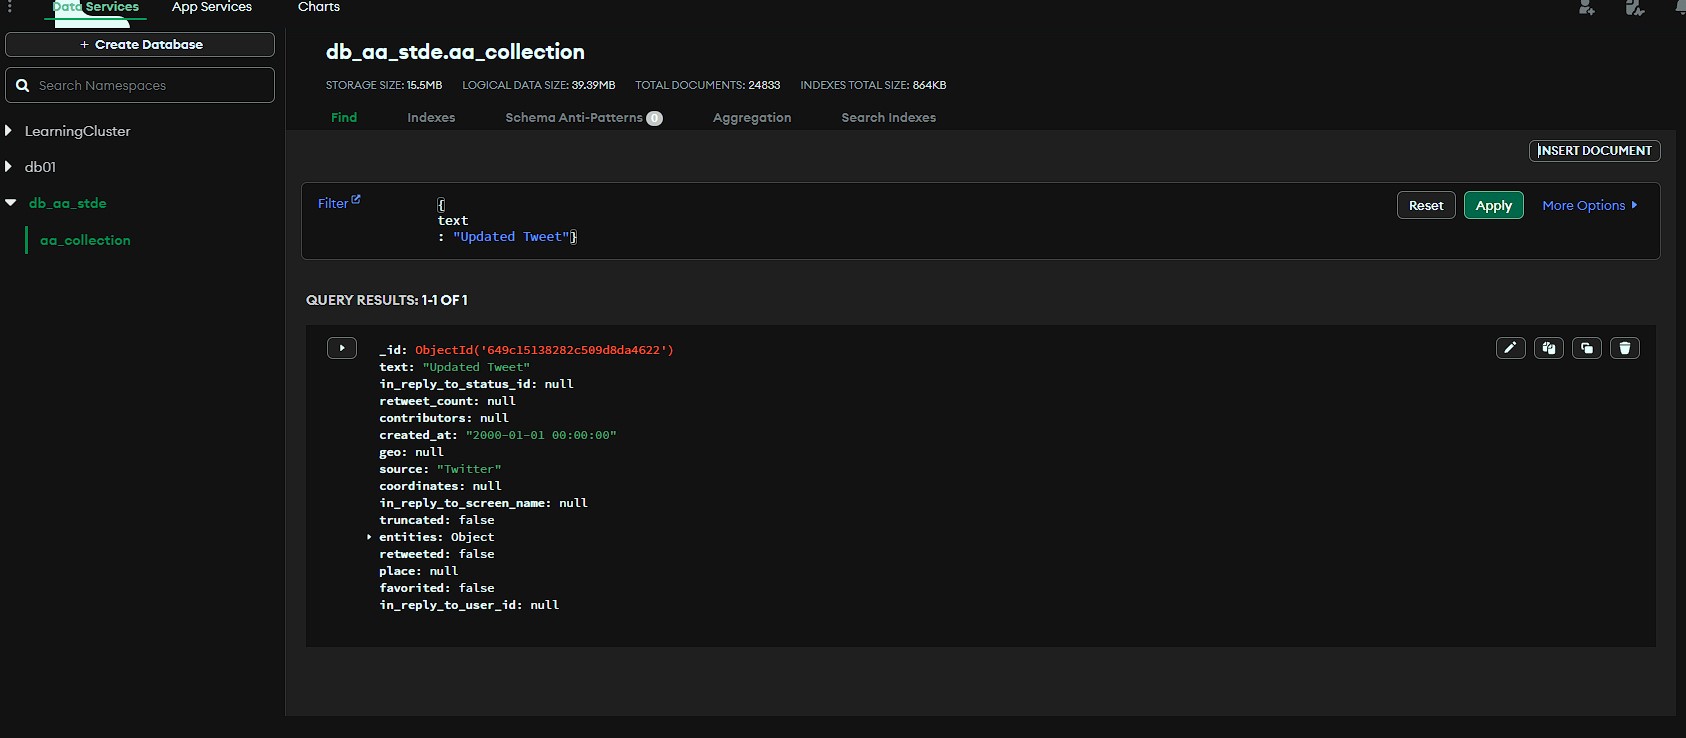 Data Services App Services Charts
+ Create Database
Search Namespaces
LearningCluster
db01
db_aa_stde
aa_collection
db_aa_stde.aa_collection
STORAGE SIZE: 15.5MB LOGICAL DATA SIZE: 39.39MB TOTAL DOCUMENTS: 24833 INDEXES TOTAL SIZE: 864KB
Find Indexes Schema Anti-Patterns 0 Aggregation Search Indexes
INSERT DOCUMENT
Filter
{
text
: "Updated Tweet"}
Reset Apply More Options
QUERY RESULTS: 1-1 OF 1
_id: ObjectId('649c15138282c509d8da4622')
text: "Updated Tweet"
in_reply_to_status_id: null
retweet_count: null
contributors: null
created_at: "2000-01-01 00:00:00"
geo: null
source: "Twitter"
coordinates: null
in_reply_to_screen_name: null
truncated: false
entities: Object
retweeted: false
place: null
favorited: false
in_reply_to_user_id: null